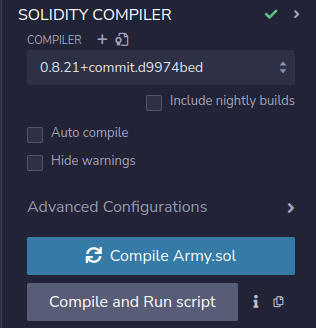 SOLIDITY COMPILER
COMPILER
0.8.21+commit.d9974bed
Include nightly builds
Auto compile
Hide warnings
Advanced Configurations
Compile Army.sol
Compile and Run script